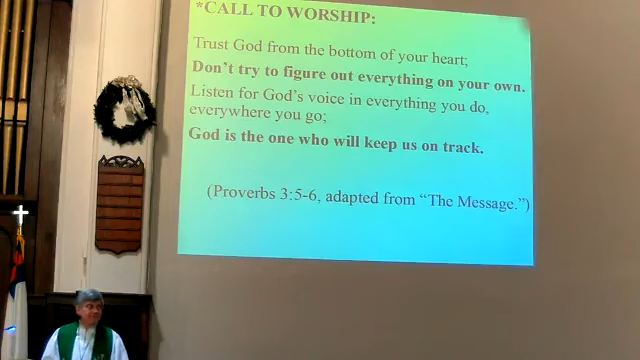 *CALL TO WORSHIP:
Trust God from the bottom of your heart;
Don't try to figure out everything on your own.
Listen for God's voice in everything you do,
everywhere you go;
God is the one who will keep us on track.
(Proverbs 3:5-6, adapted from “The Message.”)